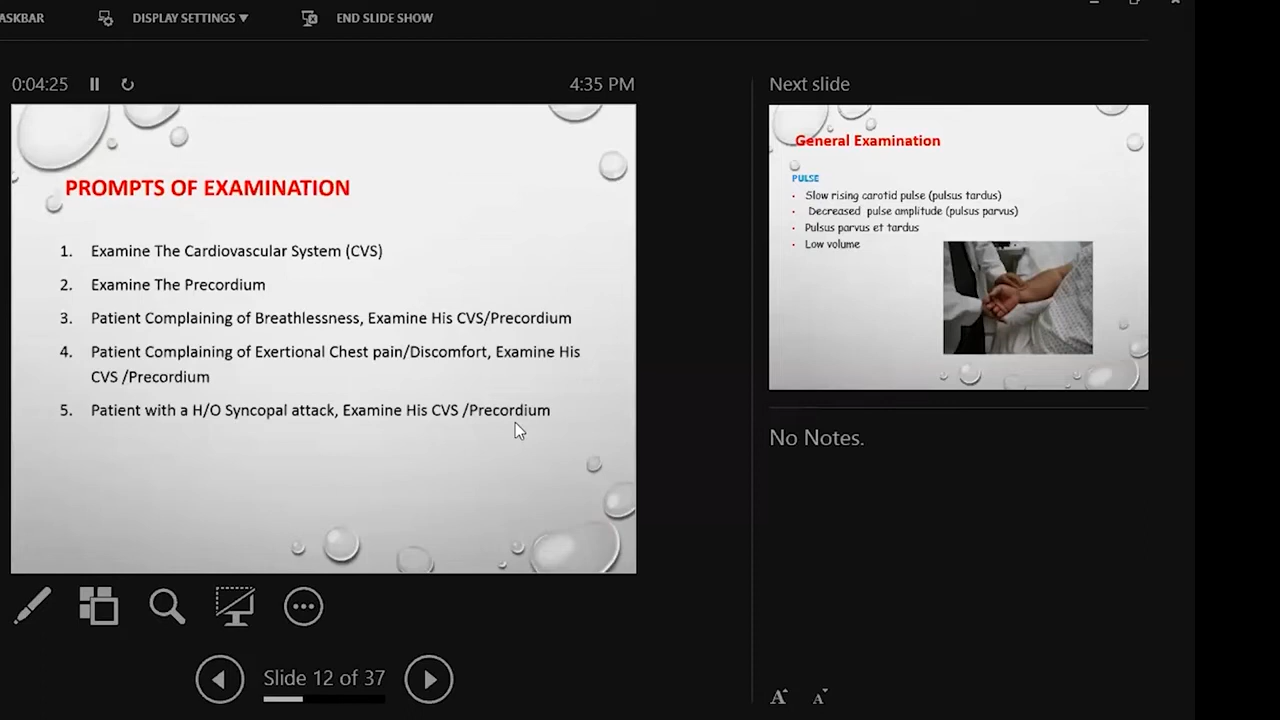 ASKBAR
DISPLAY SETTINGS ▼
END SLIDE SHOW
0:04:25
4:35 PM
PROMPTS OF EXAMINATION
1. Examine The Cardiovascular System (CVS)
2. Examine The Precordium
3. Patient Complaining of Breathlessness, Examine His CVS/Precordium
4. Patient Complaining of Exertional Chest pain/Discomfort, Examine His
CVS /Precordium
5. Patient with a H/O Syncopal attack, Examine His CVS /Precordium
Slide 12 of 37
Next slide
General Examination
PULSE
• Slow rising carotid pulse (pulsus tardus)
• Decreased pulse amplitude (pulsus parvus)
• Pulsus parvus et tardus
• Low volume
No Notes.
A A